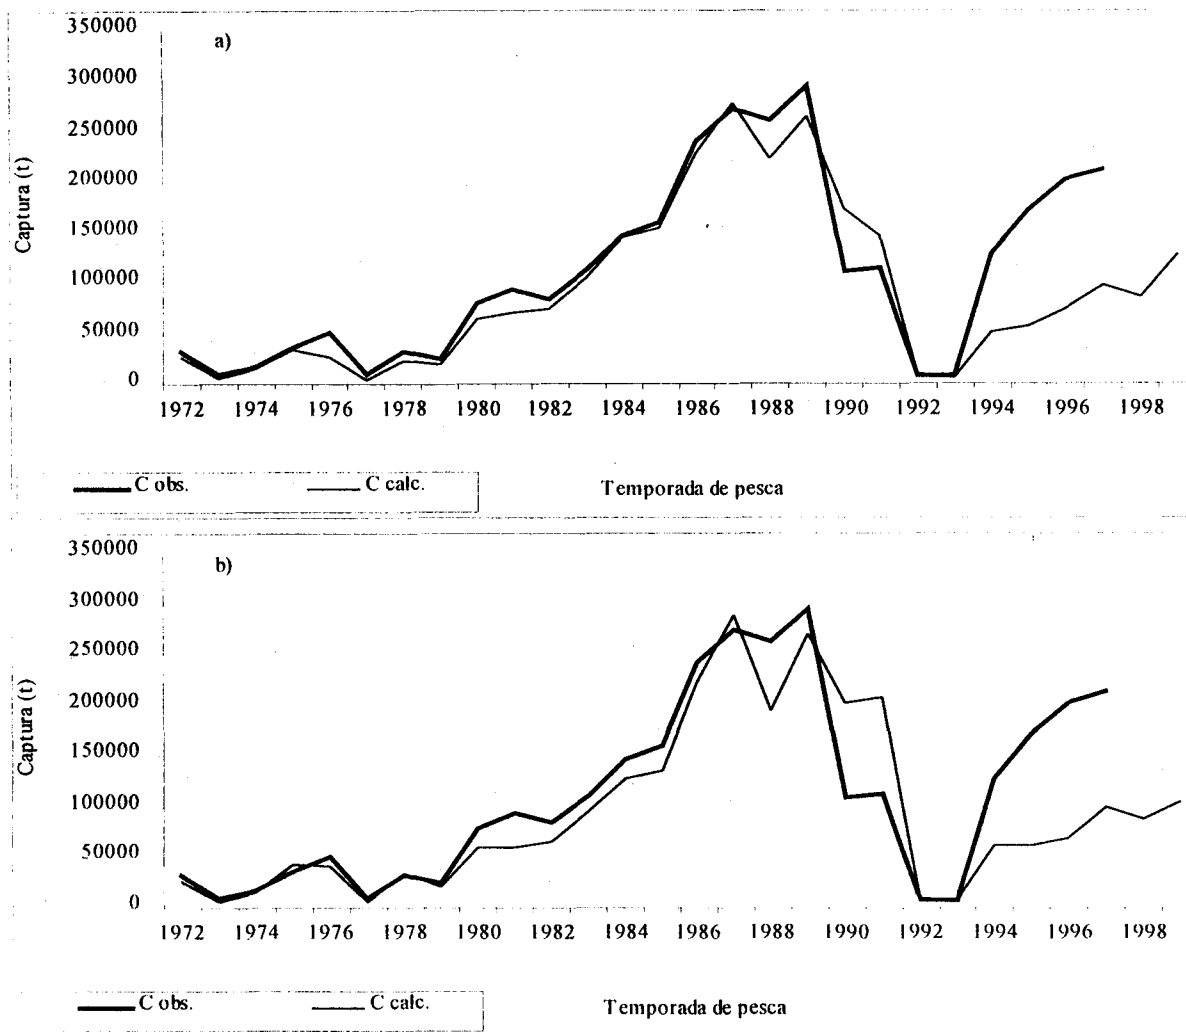 350000
a)
300000
250000
200000
150000
100000
50000
0
Captura (t)
1972 1974 1976 1978 1980 1982 1984 1986 1988 1990 1992 1994 1996 1998
C obs. C calc. Temporada de pesca
350000
b)
300000
250000
200000
150000
100000
50000
0
Captura (t)
1972 1974 1976 1978 1980 1982 1984 1986 1988 1990 1992 1994 1996 1998
C obs. C calc. Temporada de pesca